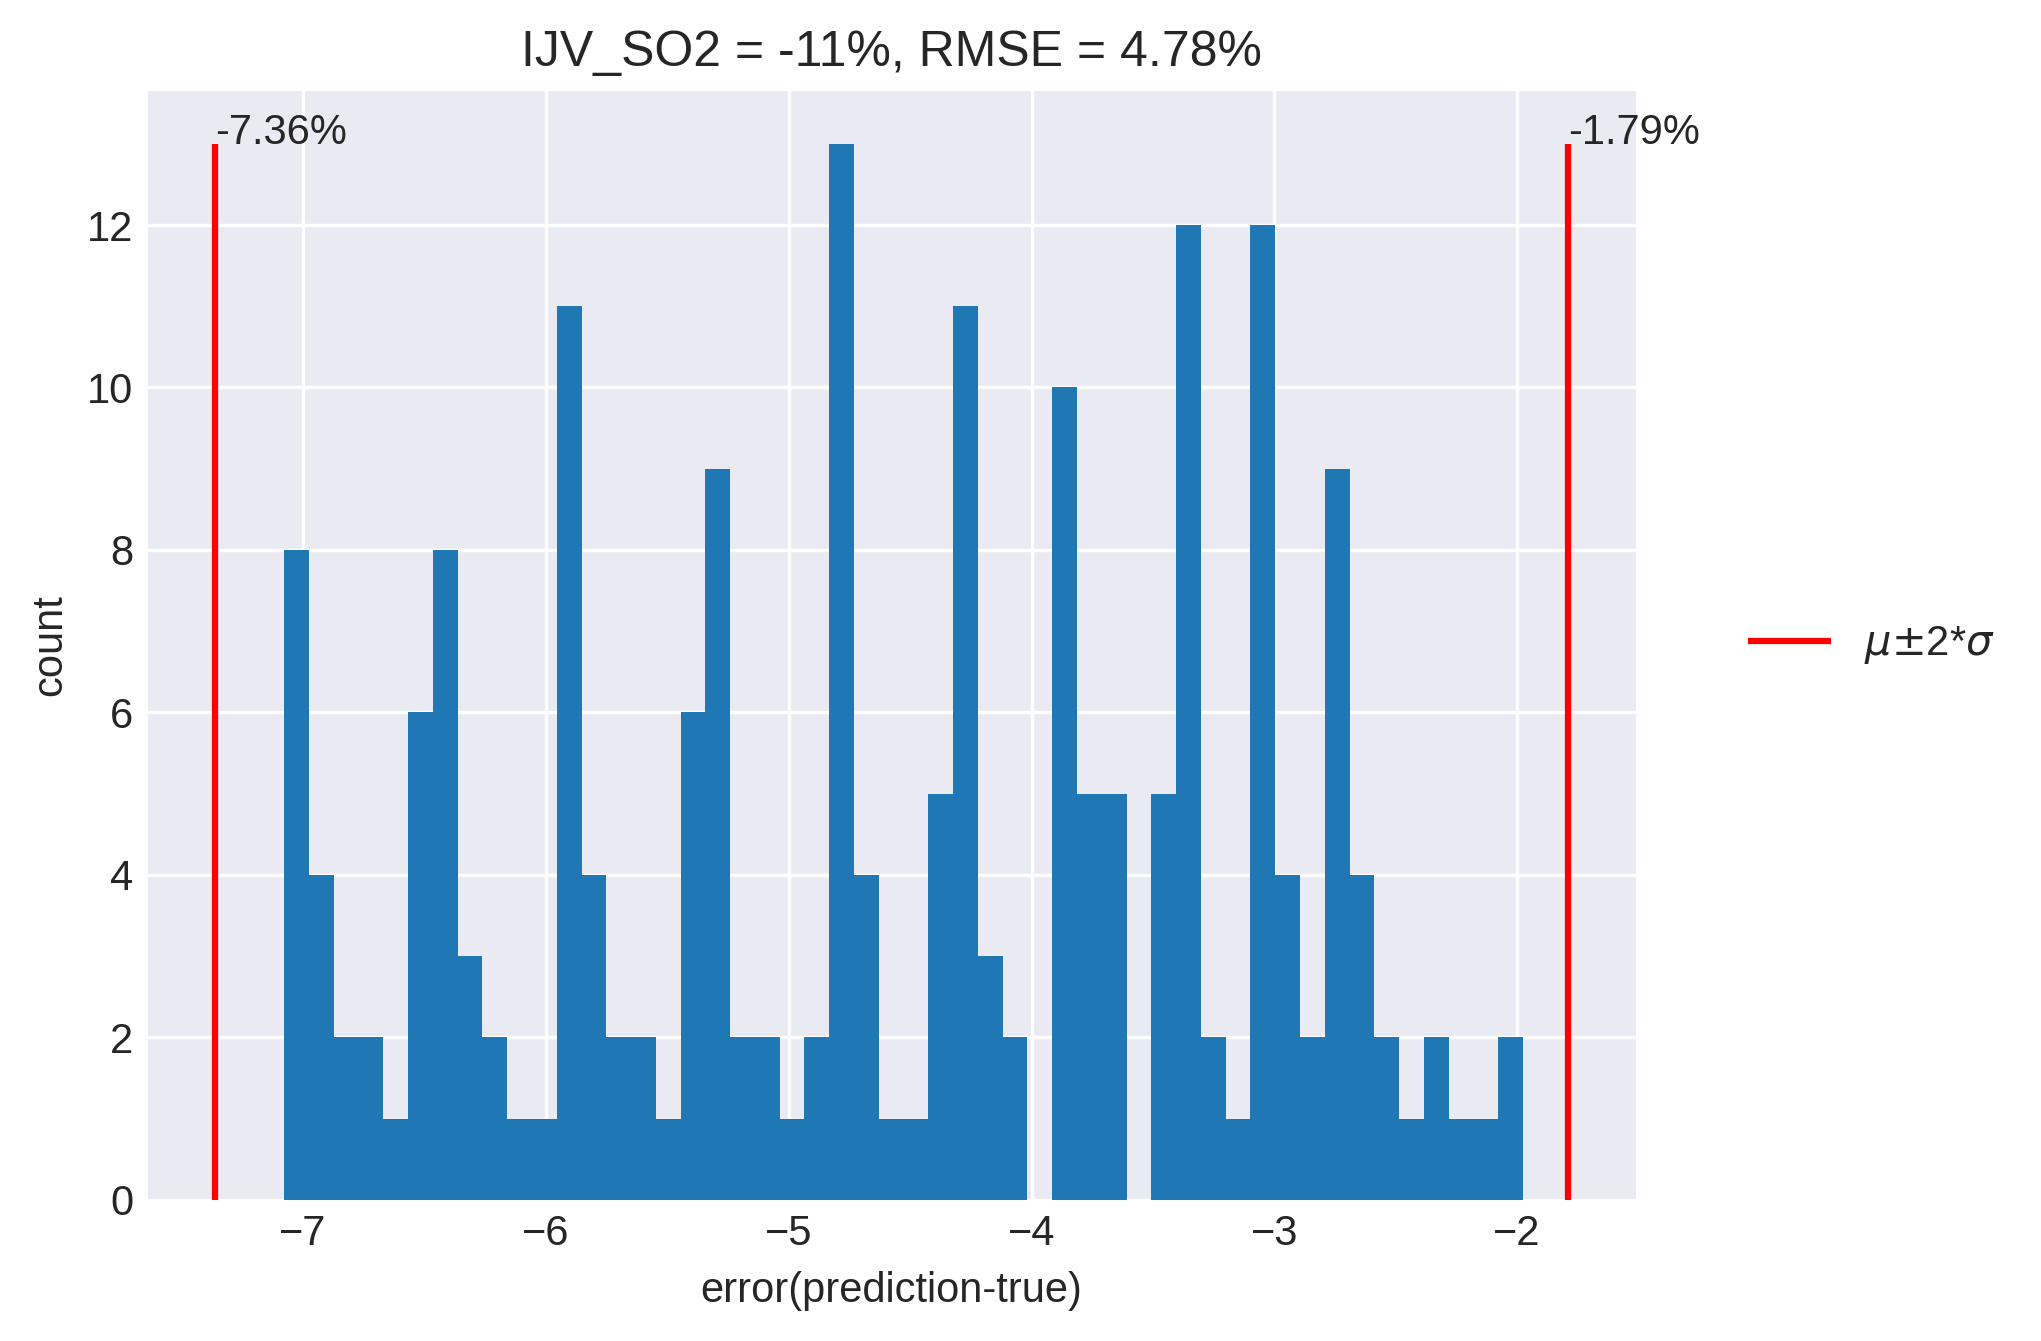 IJV_SO2 = -11%, RMSE = 4.78%
-7.36%
-1.79%
12
10
8
6
4
2
0
count
μ±2*σ
−7 −6 −5 −4 −3 −2
error(prediction-true)